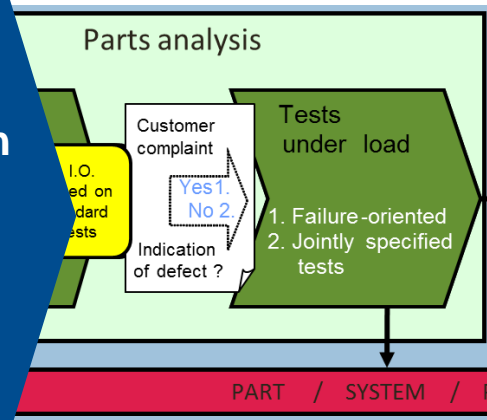 Parts analysis
Customer
complaint
Yes1.
No 2.
Indication
of defect ?
I.O.
on
Tests
under load
1. Failure-oriented
2. Jointly specified
tests
PART / SYSTEM /